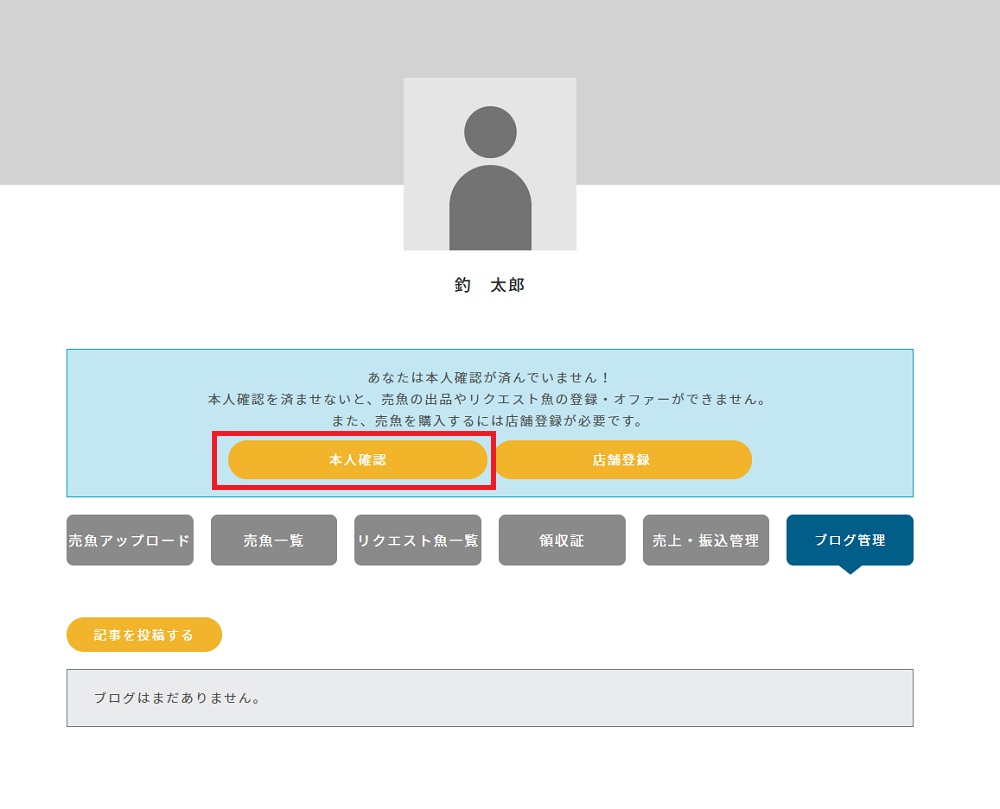 釣　太郎
あなたは本人確認が済んでいません！
本人確認を済ませないと、売魚の出品やリクエスト魚の登録・オファーができません。
また、売魚を購入するには店舗登録が必要です。
本人確認 店舗登録
売魚アップロード 売魚一覧 リクエスト魚一覧 領収証 売上・振込管理 ブログ管理
記事を投稿する
ブログはまだありません。